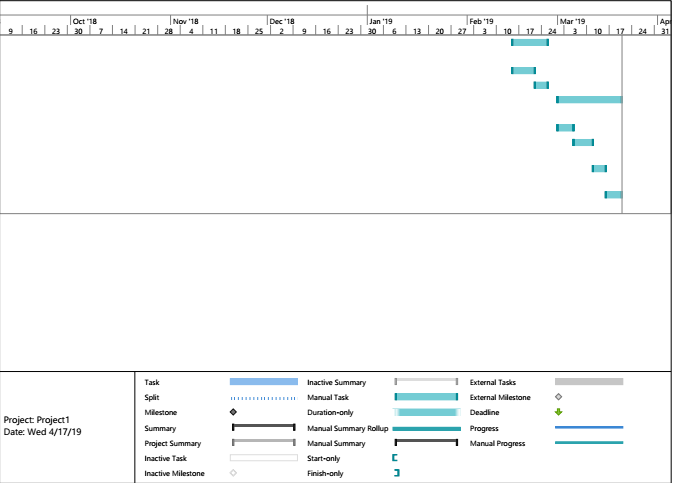 Oct '18 Nov '18 Dec '18 Jan '19 Feb '19 Mar '19 Apr
9 16 23 30 7 14 21 28 4 11 18 25 2 9 16 23 30 6 13 20 27 3 10 17 24 3 10 17 24 31
Task Inactive Summary External Tasks
Split Manual Task External Milestone
Milestone Duration-only Deadline
Project: Project1
Date: Wed 4/17/19
Summary Manual Summary Rollup Progress
Project Summary Manual Summary Manual Progress
Inactive Task Start-only
Inactive Milestone Finish-only